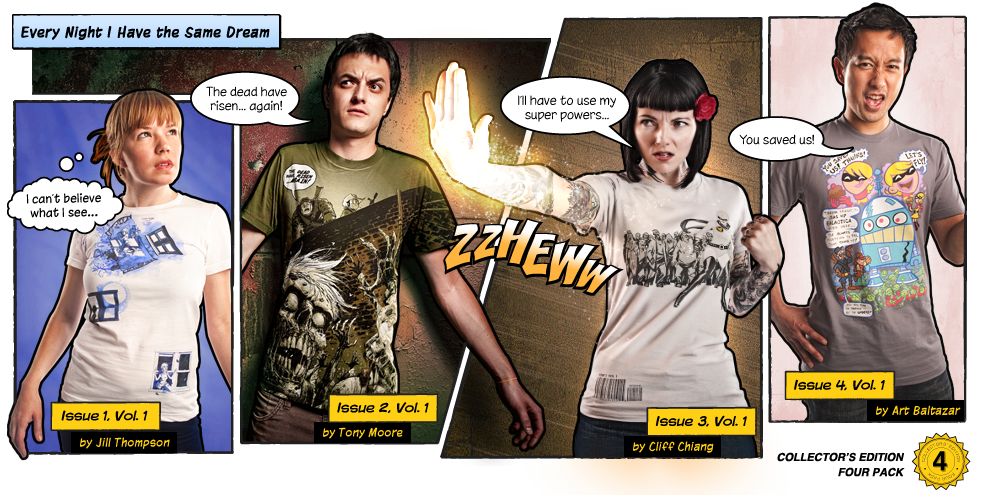 Every Night I Have the Same Dream
I can't believe
what I see...
The dead have
risen... again!
ZZHEWW
I'll have to use my
super powers...
You saved us!
LET'S
FLY!
Issue 1, Vol. 1
by Jill Thompson
Issue 2, Vol. 1
by Tony Moore
Issue 3, Vol. 1
by Cliff Chiang
Issue 4, Vol. 1
by Art Baltazar
COLLECTOR'S EDITION
FOUR PACK
4